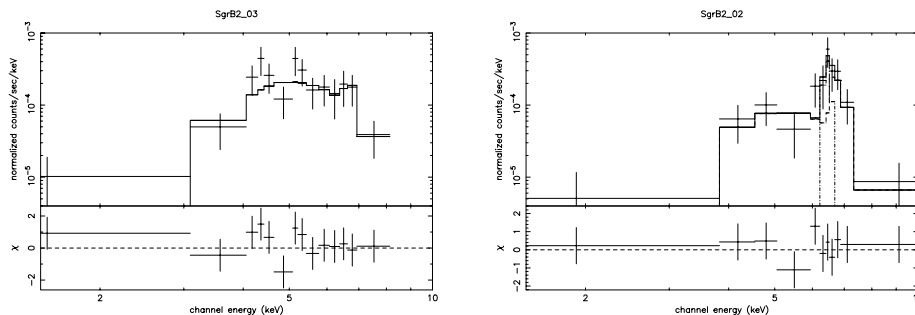 SgrB2_03
normalized counts/sec/keV
10⁻³
10⁻⁴
10⁻⁵
χ
2
0
−2
2
5
10
channel energy (keV)
SgrB2_02
normalized counts/sec/keV
10⁻³
10⁻⁴
10⁻⁵
χ
2
1
0
−1
−2
2
5
channel energy (keV)